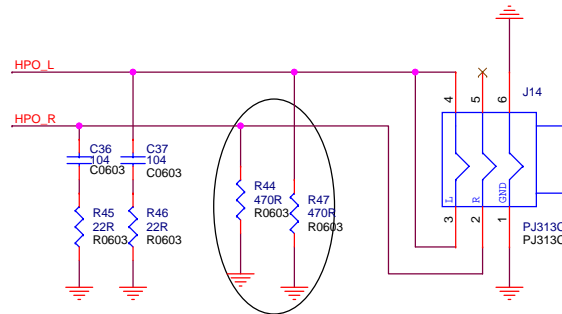 HPO_L
HPO_R
4
5
6
J14
C36
104
C0603
C37
104
C0603
R44
470R
R0603
R47
470R
R0603
R45
22R
R0603
R46
22R
R0603
L
R
GND
3
2
1
PJ313C
PJ313C